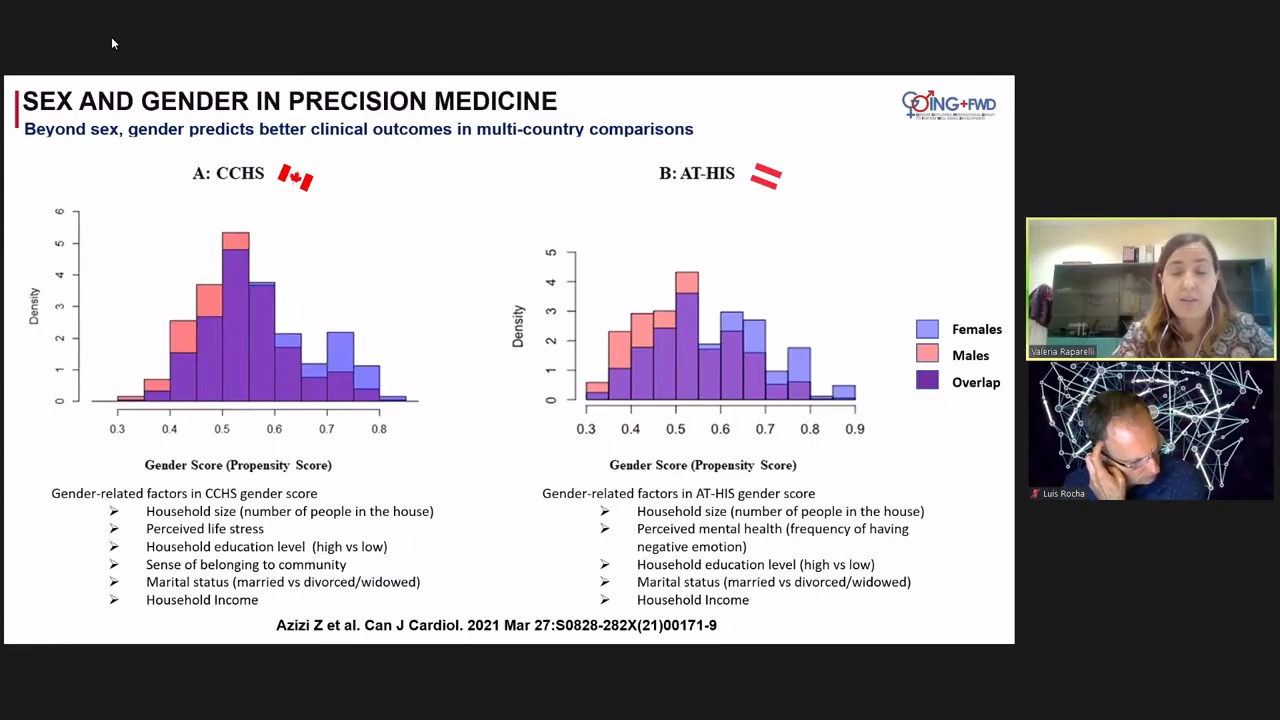 SEX AND GENDER IN PRECISION MEDICINE
Beyond sex, gender predicts better clinical outcomes in multi-country comparisons
GOING+FWD
A: CCHS
B: AT-HIS
Density
6
5
4
3
2
1
0
0.3 0.4 0.5 0.6 0.7 0.8
Gender Score (Propensity Score)
Density
5
4
3
2
1
0
0.3 0.4 0.5 0.6 0.7 0.8 0.9
Gender Score (Propensity Score)
Females
Males
Overlap
Gender-related factors in CCHS gender score
Household size (number of people in the house)
Perceived life stress
Household education level (high vs low)
Sense of belonging to community
Marital status (married vs divorced/widowed)
Household Income
Gender-related factors in AT-HIS gender score
Household size (number of people in the house)
Perceived mental health (frequency of having
negative emotion)
Household education level (high vs low)
Marital status (married vs divorced/widowed)
Household Income
Azizi Z et al. Can J Cardiol. 2021 Mar 27:S0828-282X(21)00171-9
Valeria Raparelli
Luis Rocha